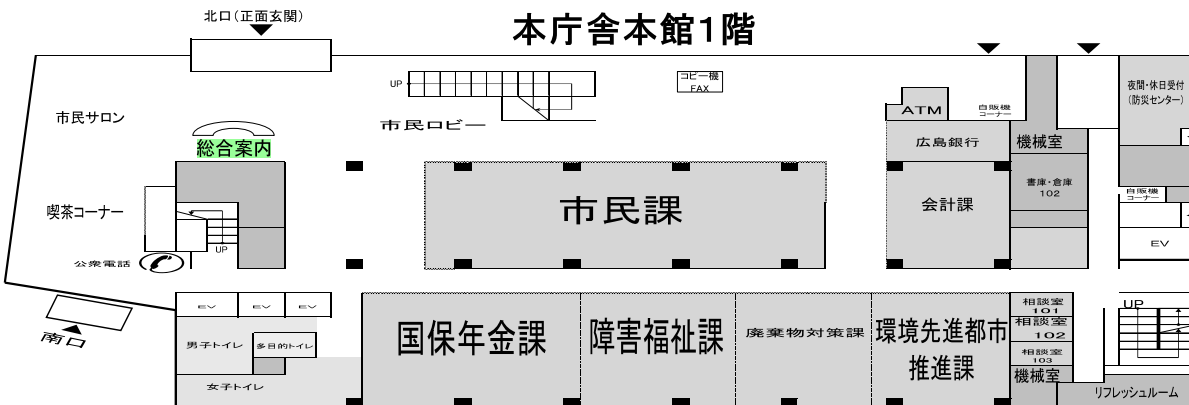 本庁舎本館1階
北口(正面玄関)
UP
コピー機
FAX
夜間・休日受付
(防災センター)
市民サロン
市民ロビー
ATM
自販機
コーナー
総合案内
広島銀行
機械室
書庫・倉庫
102
喫茶コーナー
市民課
会計課
自販機
コーナー
UP
EV
公衆電話
EV
EV
EV
南口
相談室
101
UP
男子トイレ
多目的トイレ
国保年金課
障害福祉課
廃棄物対策課
環境先進都市
推進課
相談室
102
相談室
103
機械室
女子トイレ
リフレッシュルーム